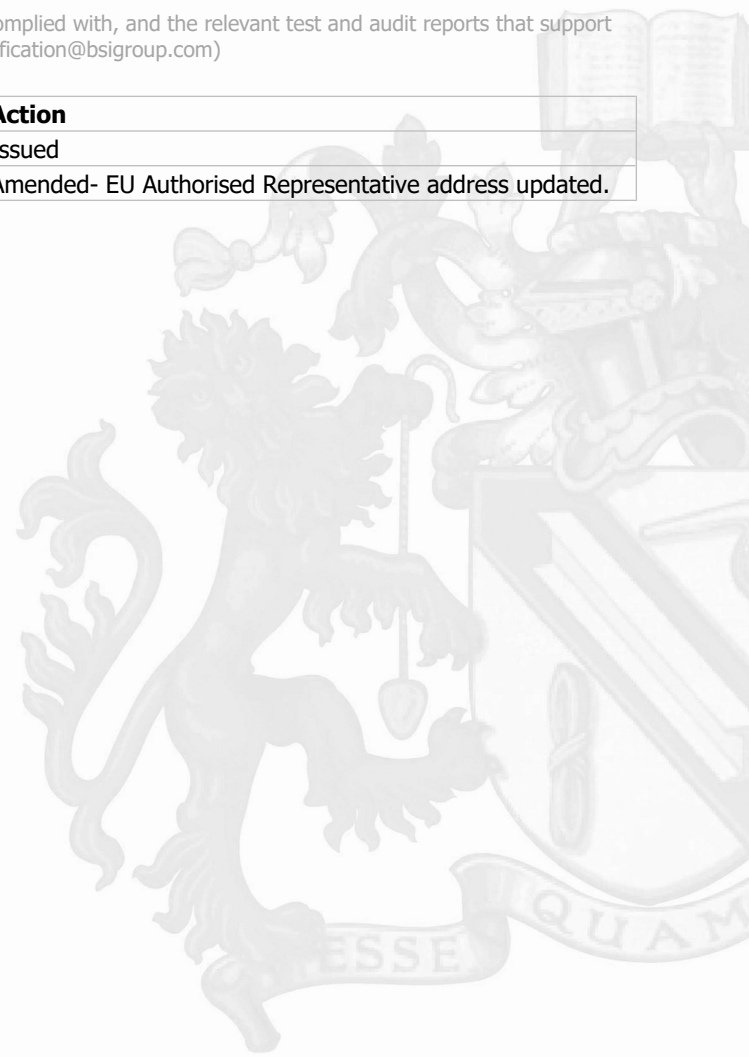 omplied with, and the relevant test and audit reports that support
fication@bsigroup.com)
Action
Issued
Amended- EU Authorised Representative address updated.
ESSE QUAM